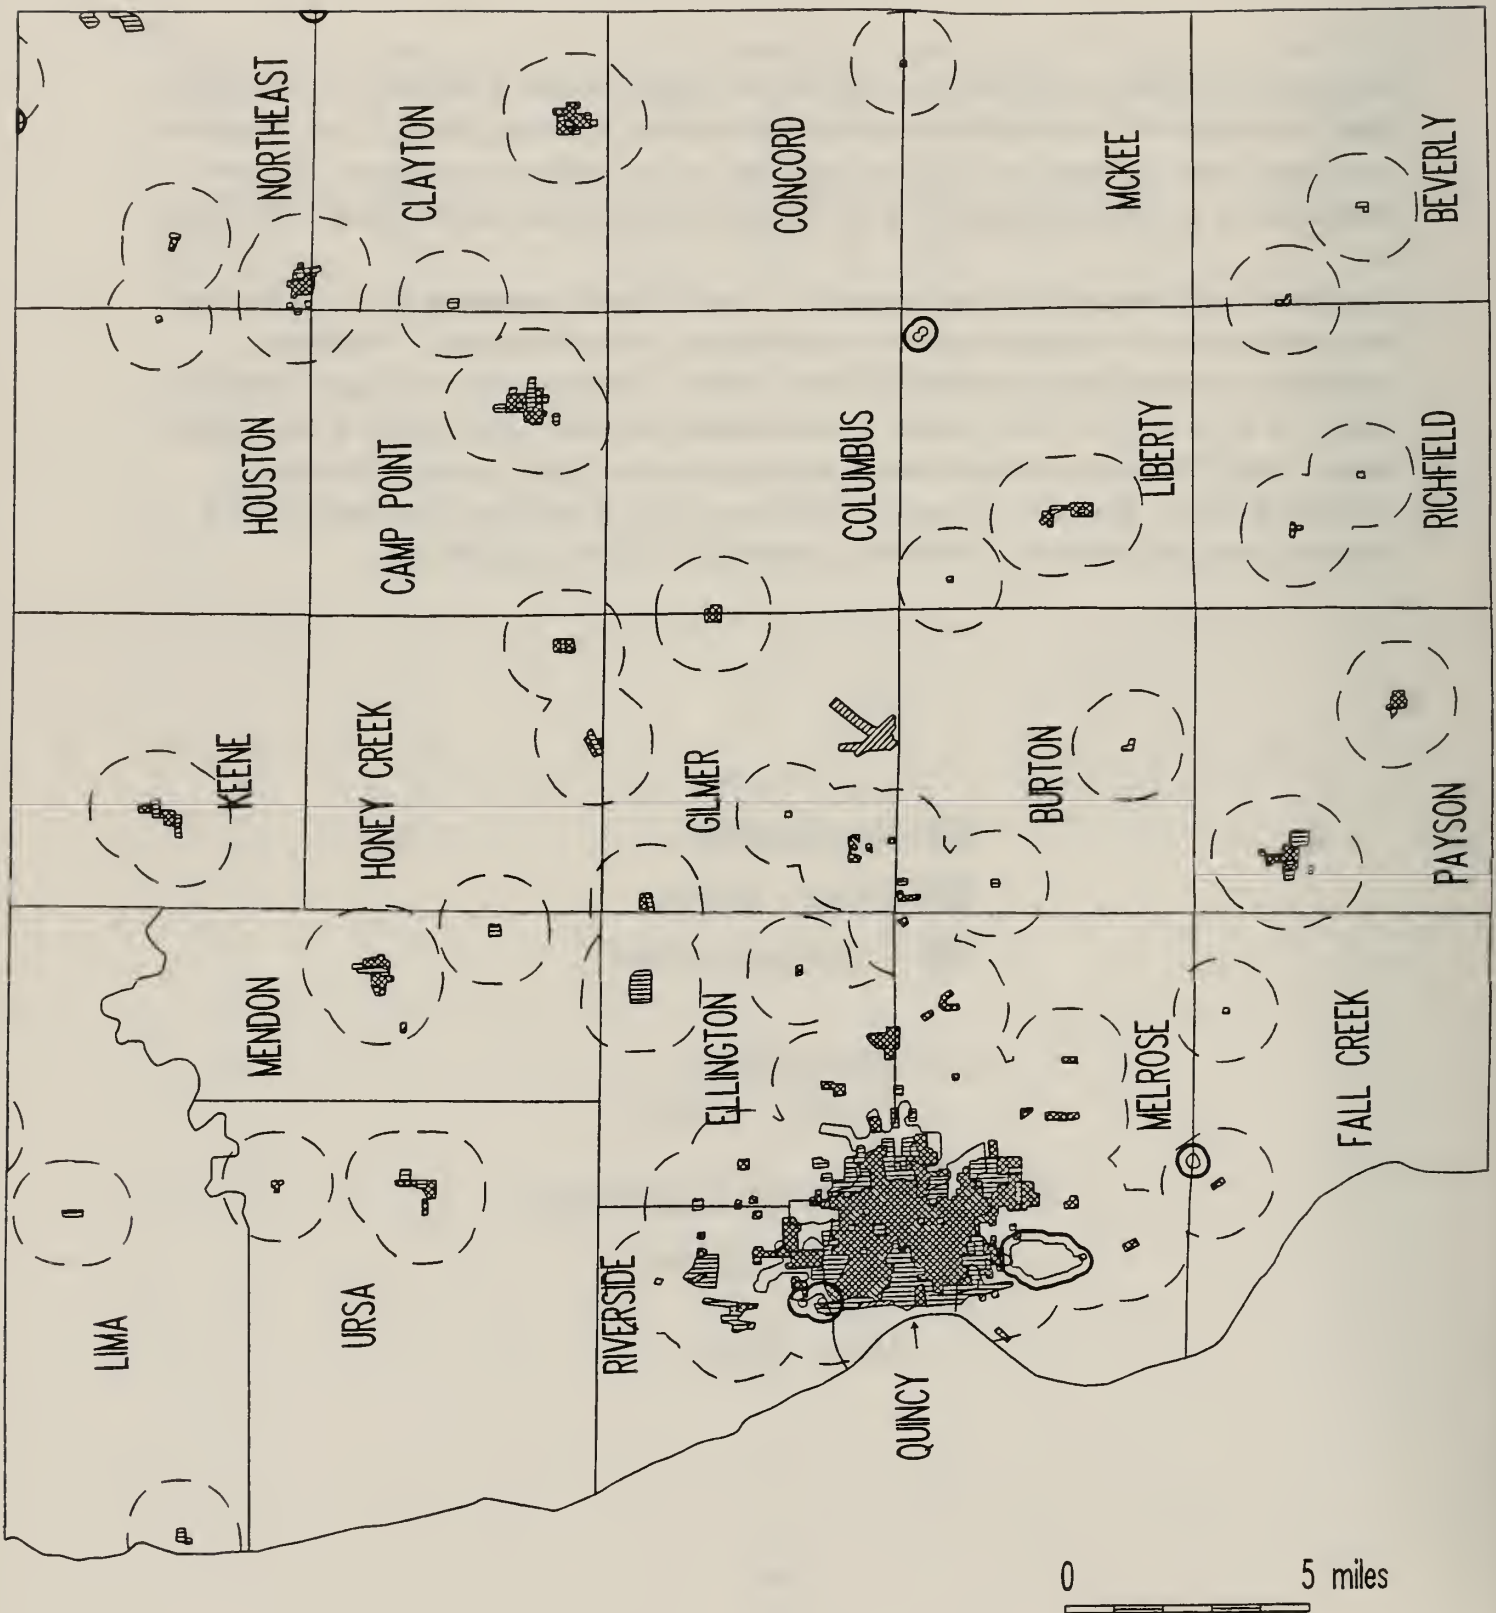 NORTHEAST
CLAYTON
CONCORD
MCKEE
BEVERLY
HOUSTON
CAMP POINT
COLUMBUS
LIBERTY
RICHFIELD
KEENE
HONEY CREEK
GILMER
BURTON
PAYSON
MENDON
ELLINGTON
MELROSE
FALL CREEK
LIMA
URSA
RIVERSIDE
QUINCY
0 5 miles